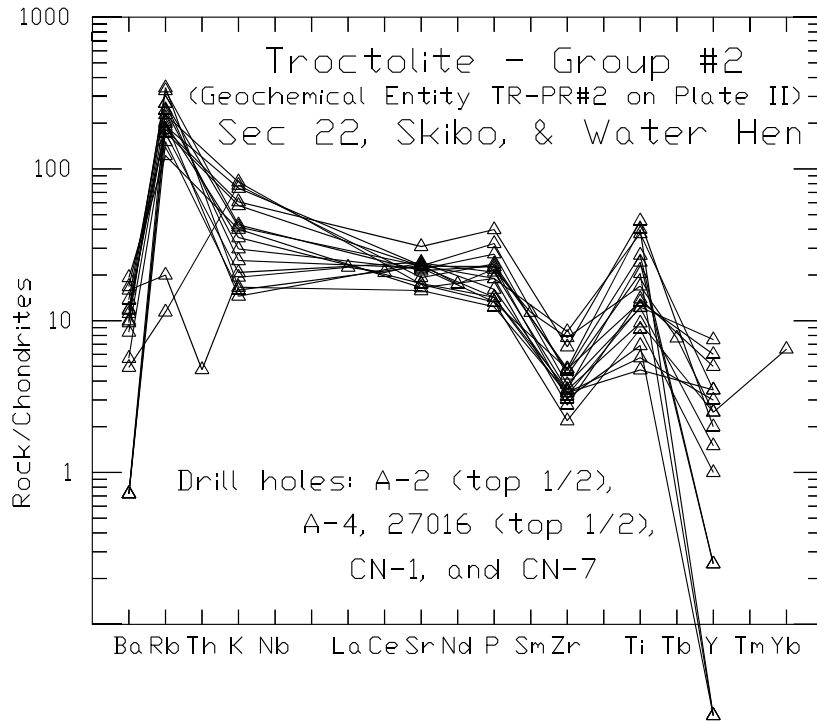 1000
Troctolite - Group #2
(Geochemical Entity TR-PR#2 on Plate II)
Sec 22, Skibo, & Water Hen
100
10
Rock/Chondrites
1
Drill holes: A-2 (top 1/2),
A-4, 27016 (top 1/2),
CN-1, and CN-7
Ba Rb Th K Nb La Ce Sr Nd P Sm Zr Ti Tb Y Tm Yb